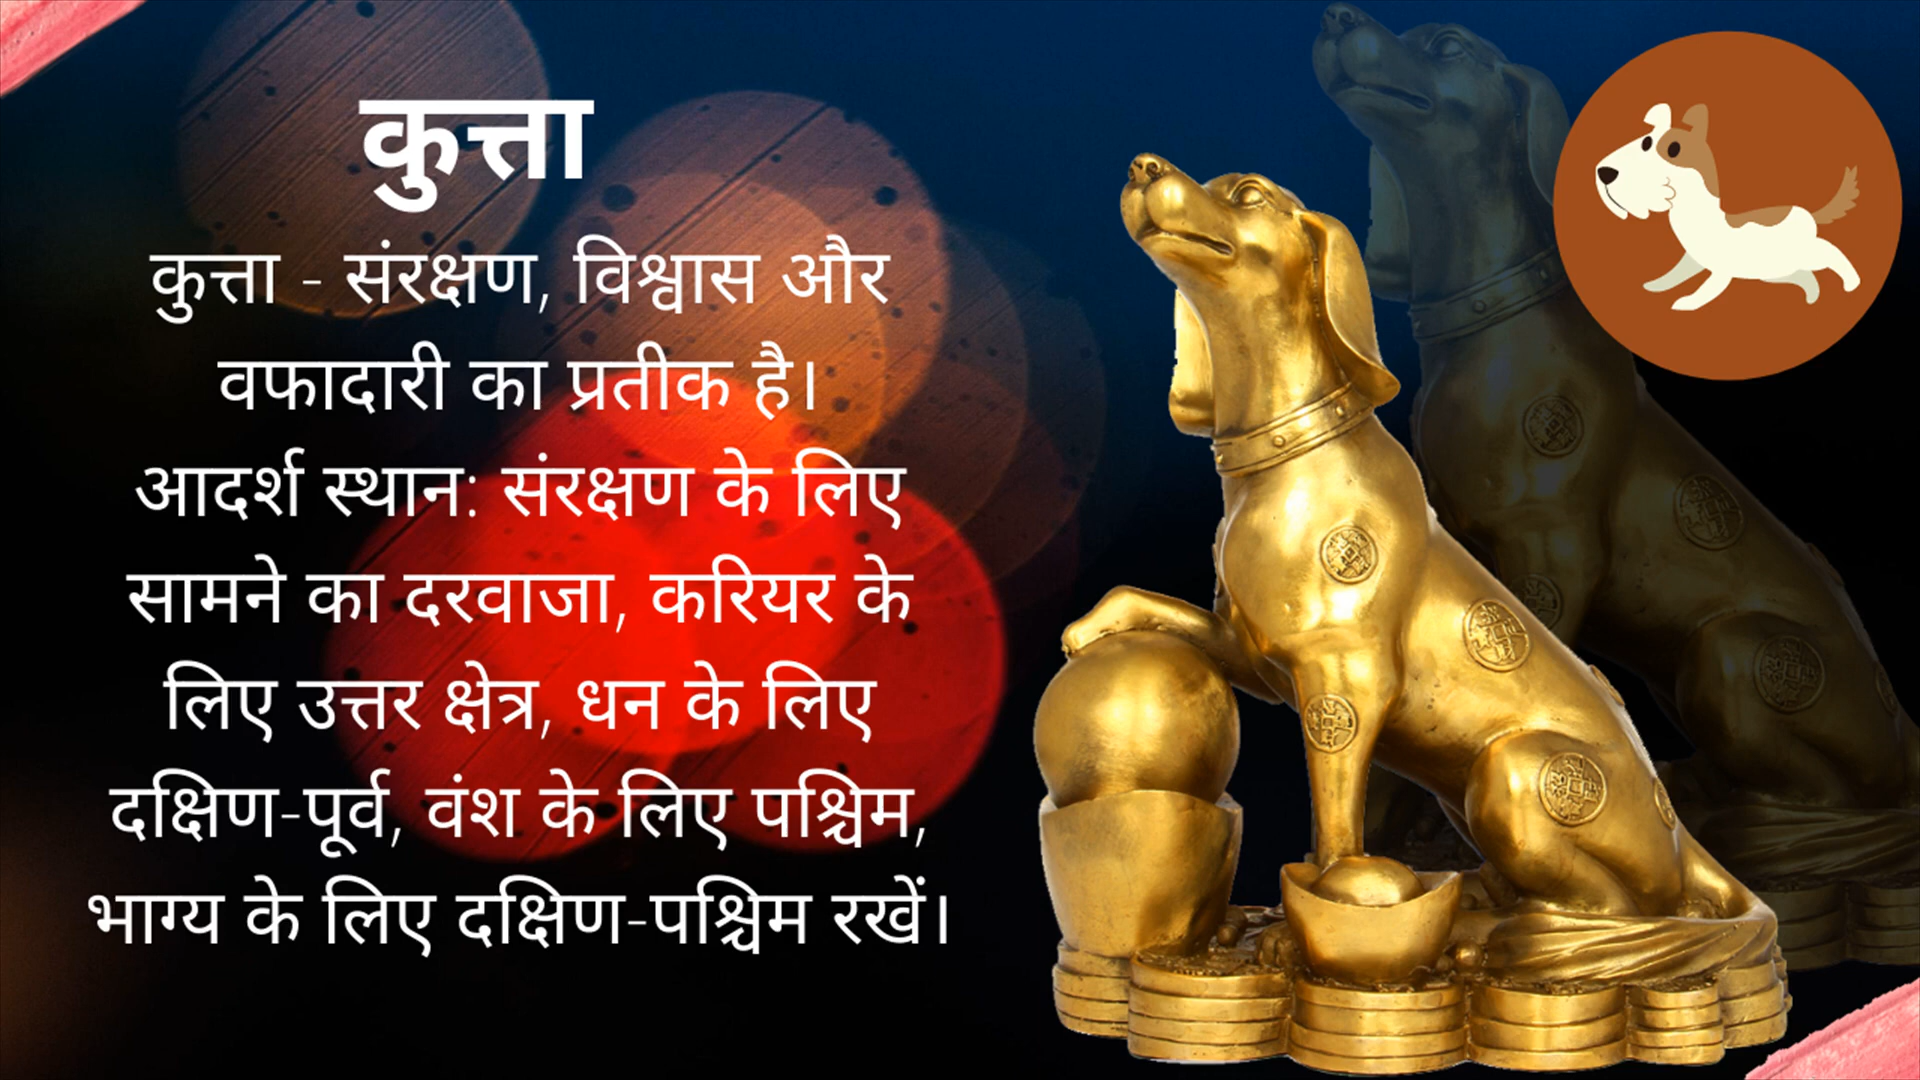 कुत्ता
कुत्ता - संरक्षण, विश्वास और
वफादारी का प्रतीक है।
आदर्श स्थान: संरक्षण के लिए
सामने का दरवाजा, करियर के
लिए उत्तर क्षेत्र, धन के लिए
दक्षिण-पूर्व, वंश के लिए पश्चिम,
भाग्य के लिए दक्षिण-पश्चिम रखें।